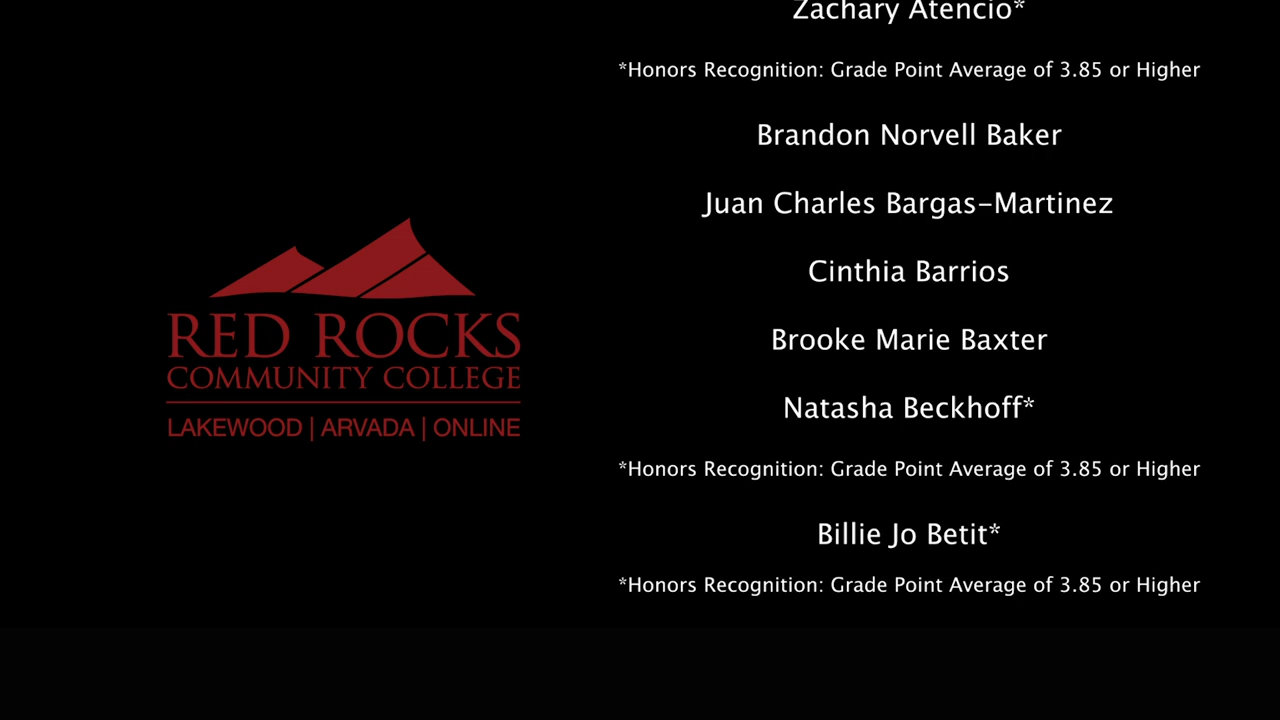 Zachary Atencio*
*Honors Recognition: Grade Point Average of 3.85 or Higher
Brandon Norvell Baker
Juan Charles Bargas-Martinez
Cinthia Barrios
Brooke Marie Baxter
Natasha Beckhoff*
*Honors Recognition: Grade Point Average of 3.85 or Higher
Billie Jo Betit*
*Honors Recognition: Grade Point Average of 3.85 or Higher
RED ROCKS
COMMUNITY COLLEGE
LAKEWOOD | ARVADA | ONLINE